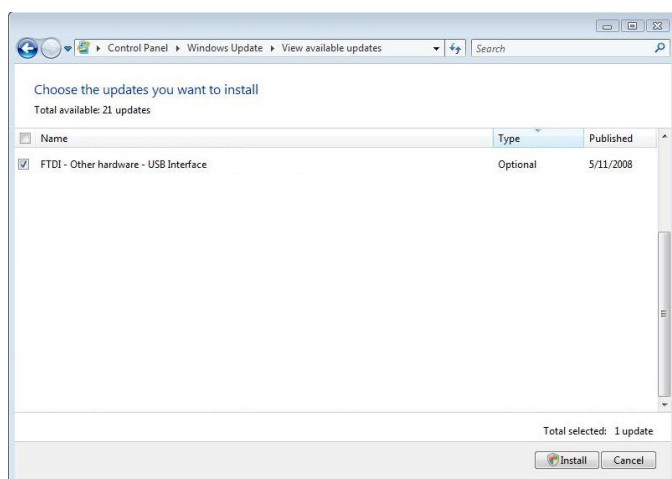 Control Panel Windows Update View available updates Search
Choose the updates you want to install
Total available: 21 updates
Name Type Published
FTDI - Other hardware - USB Interface Optional 5/11/2008
Total selected: 1 update
Install Cancel